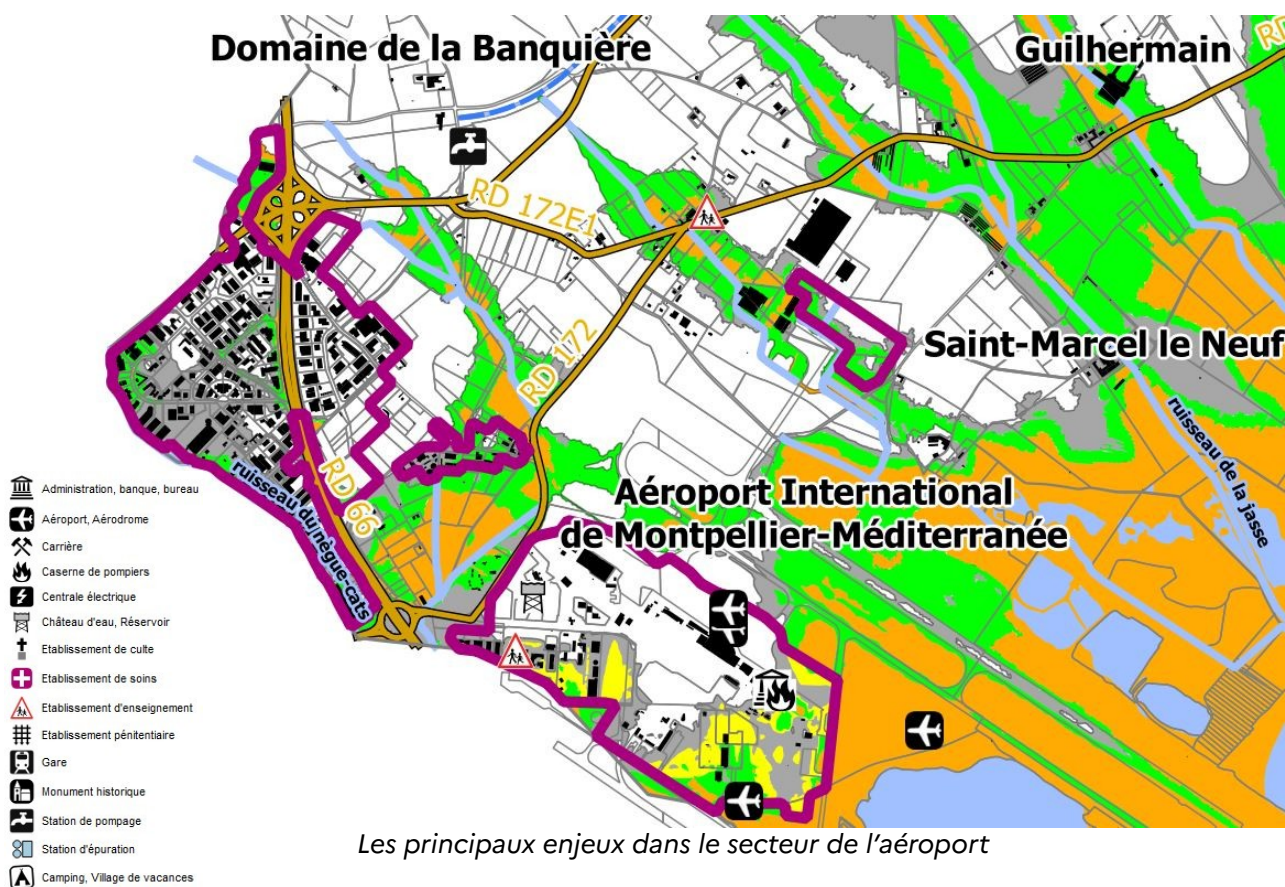 Domaine de la Banquière
Guilhermain
RD 172E1
RD 172
Saint-Marcel le Neuf
ruisseau de la jasse
RD 66
ruisseau du nègue-cats
Aéroport International
de Montpellier-Méditerranée
Administration, banque, bureau
Aéroport, Aérodrome
Carrière
Caserne de pompiers
Centrale électrique
Château d'eau, Réservoir
Etablissement de culte
Etablissement de soins
Etablissement d'enseignement
Etablissement pénitentiaire
Gare
Monument historique
Station de pompage
Station d'épuration
Camping, Village de vacances
Les principaux enjeux dans le secteur de l'aéroport